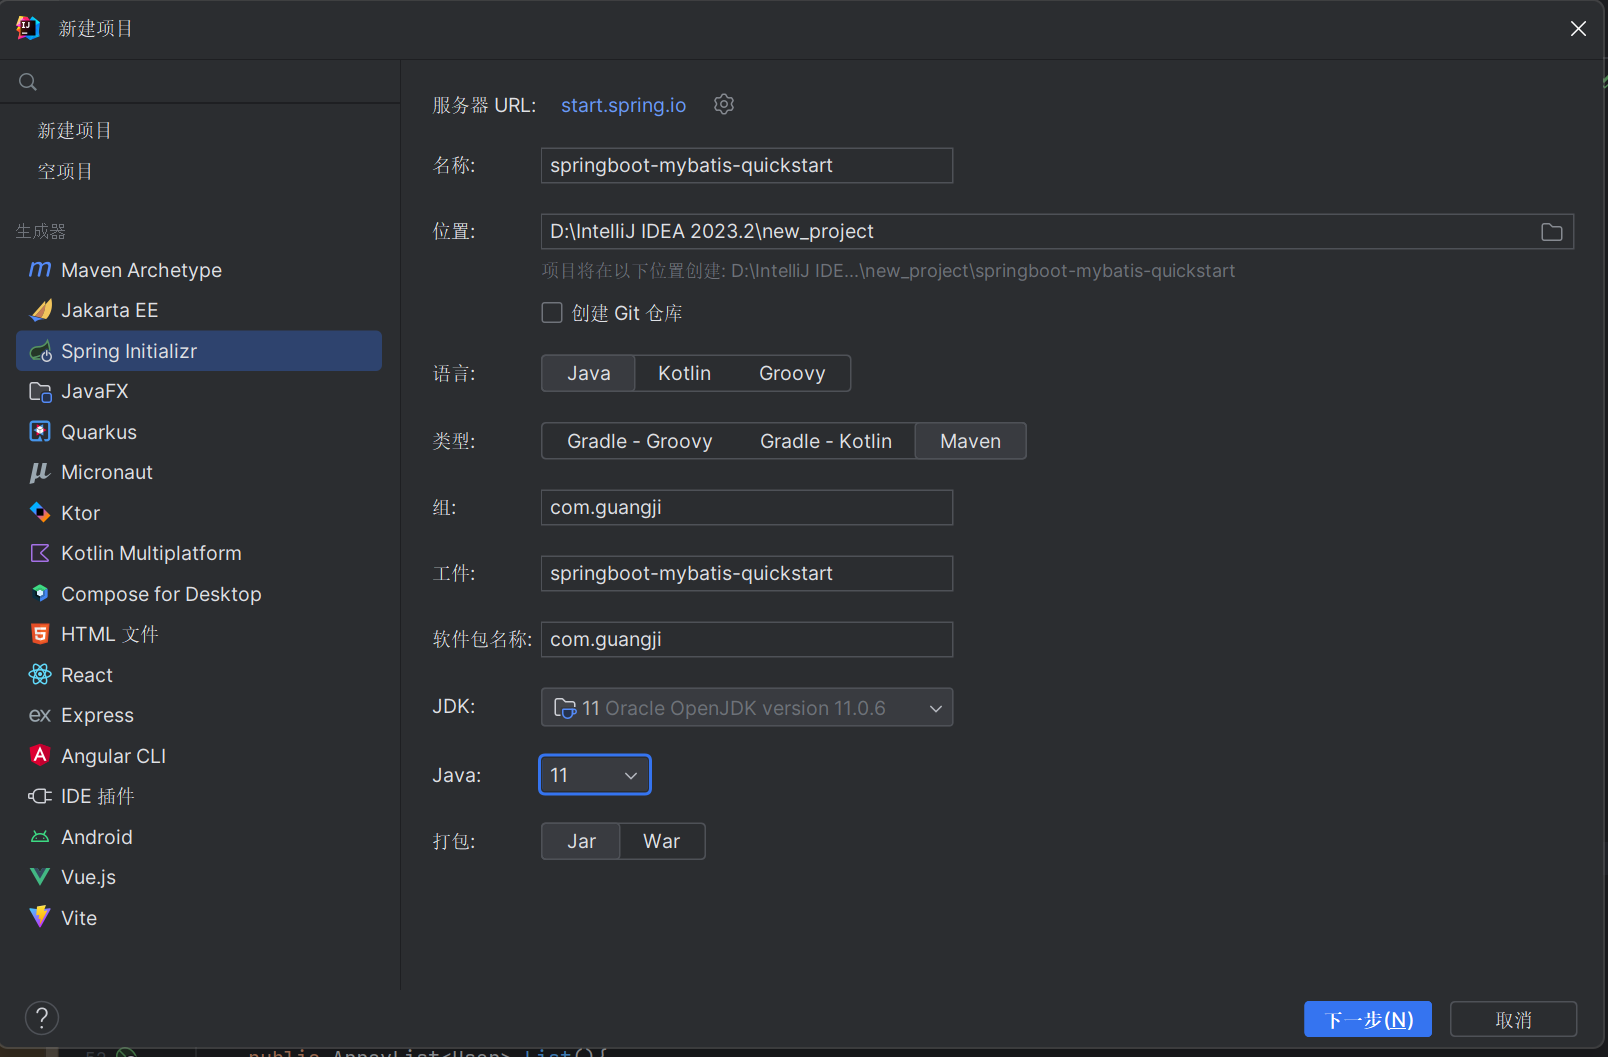 新建项目
新建项目
空项目
生成器
Maven Archetype
Jakarta EE
Spring Initializr
JavaFX
Quarkus
Micronaut
Ktor
Kotlin Multiplatform
Compose for Desktop
HTML 文件
React
ex Express
Angular CLI
IDE 插件
Android
Vue.js
Vite
服务器 URL: start.spring.io
名称: springboot-mybatis-quickstart
位置: D:\IntelliJ IDEA 2023.2\new_project
项目将在以下位置创建: D:\IntelliJ IDE...\new_project\springboot-mybatis-quickstart
创建 Git 仓库
语言: Java Kotlin Groovy
类型: Gradle - Groovy Gradle - Kotlin Maven
组: com.guangji
工件: springboot-mybatis-quickstart
软件包名称: com.guangji
JDK: 11 Oracle OpenJDK version 11.0.6
Java: 11
打包: Jar War
? 下一步(N) 取消
public ArrayList<User> List(){